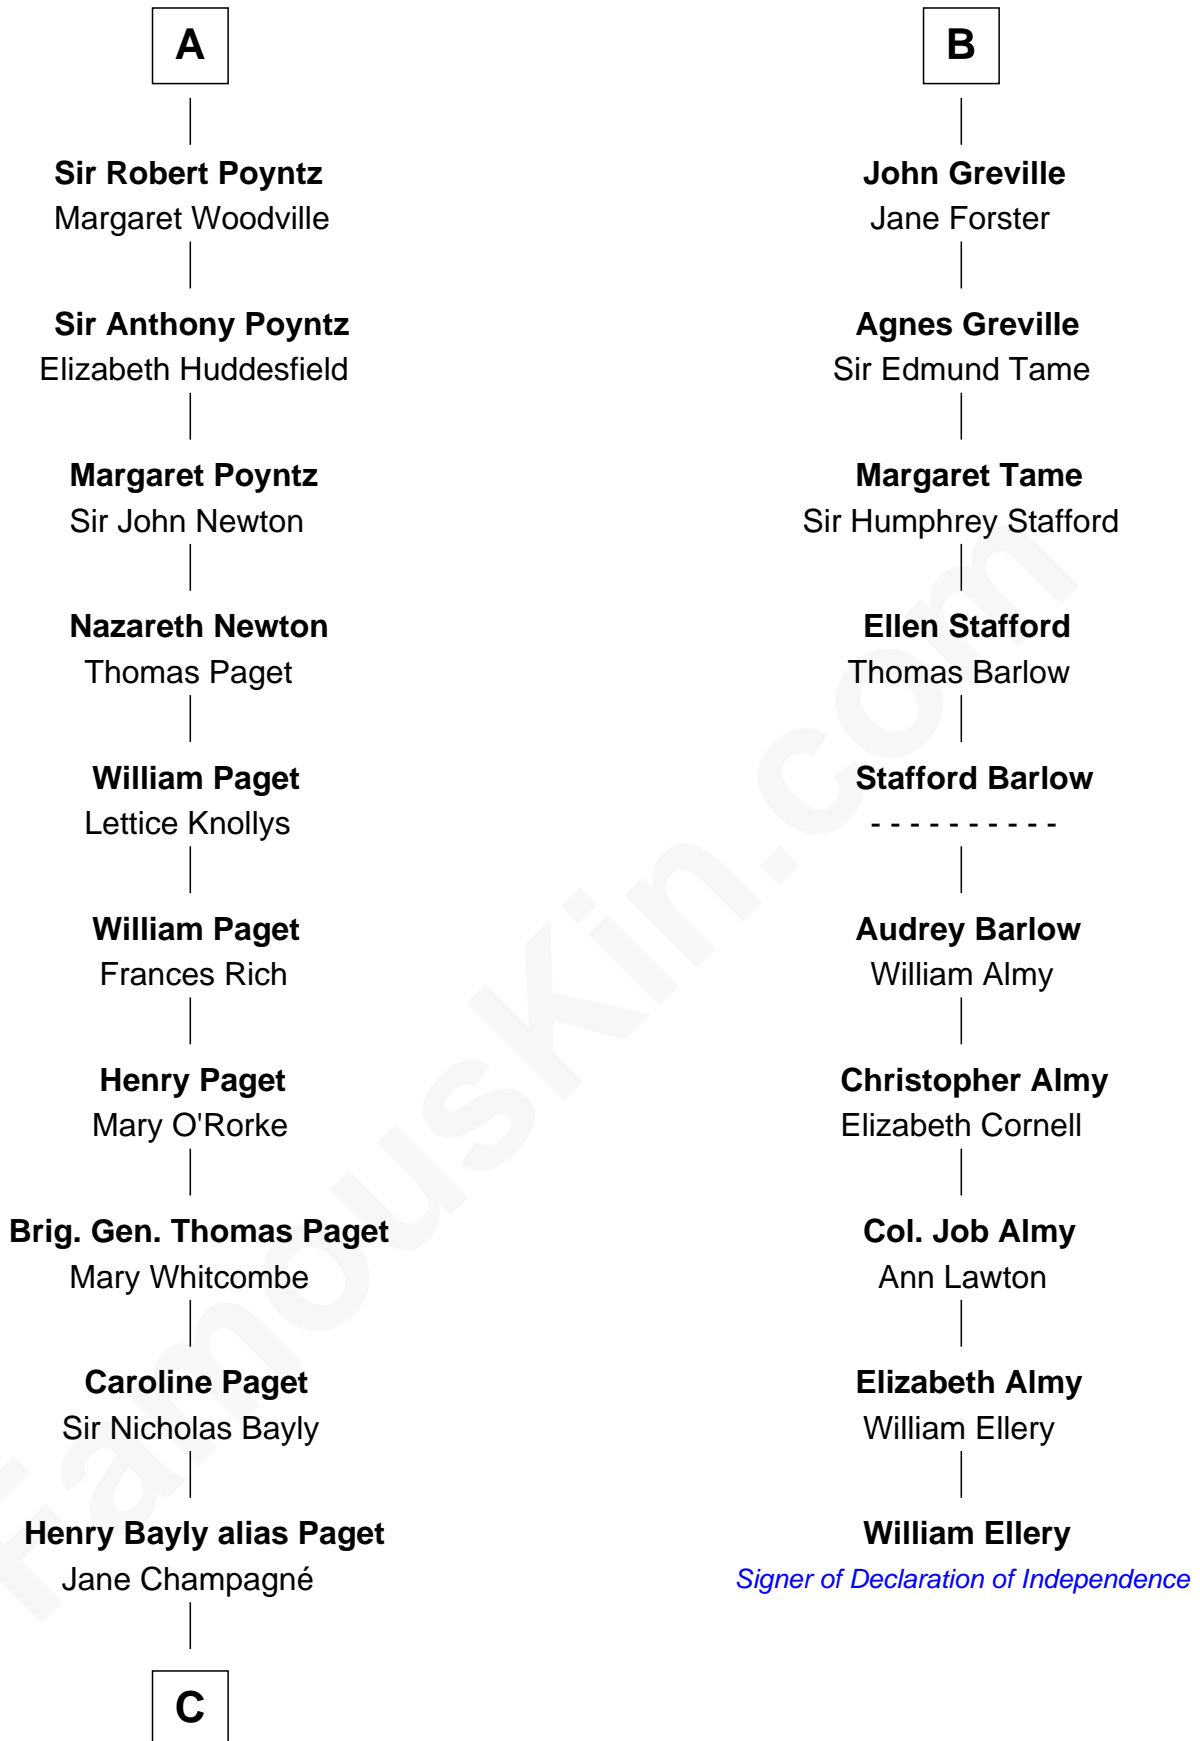 A
Sir Robert Poyntz
Margaret Woodville
Sir Anthony Poyntz
Elizabeth Huddesfield
Margaret Poyntz
Sir John Newton
Nazareth Newton
Thomas Paget
William Paget
Lettice Knollys
William Paget
Frances Rich
Henry Paget
Mary O'Rorke
Brig. Gen. Thomas Paget
Mary Whitcombe
Caroline Paget
Sir Nicholas Bayly
Henry Bayly alias Paget
Jane Champagné
C
B
John Greville
Jane Forster
Agnes Greville
Sir Edmund Tame
Margaret Tame
Sir Humphrey Stafford
Ellen Stafford
Thomas Barlow
Stafford Barlow
- - - - - - - - - -
Audrey Barlow
William Almy
Christopher Almy
Elizabeth Cornell
Col. Job Almy
Ann Lawton
Elizabeth Almy
William Ellery
William Ellery
Signer of Declaration of Independence
FamousKin.com